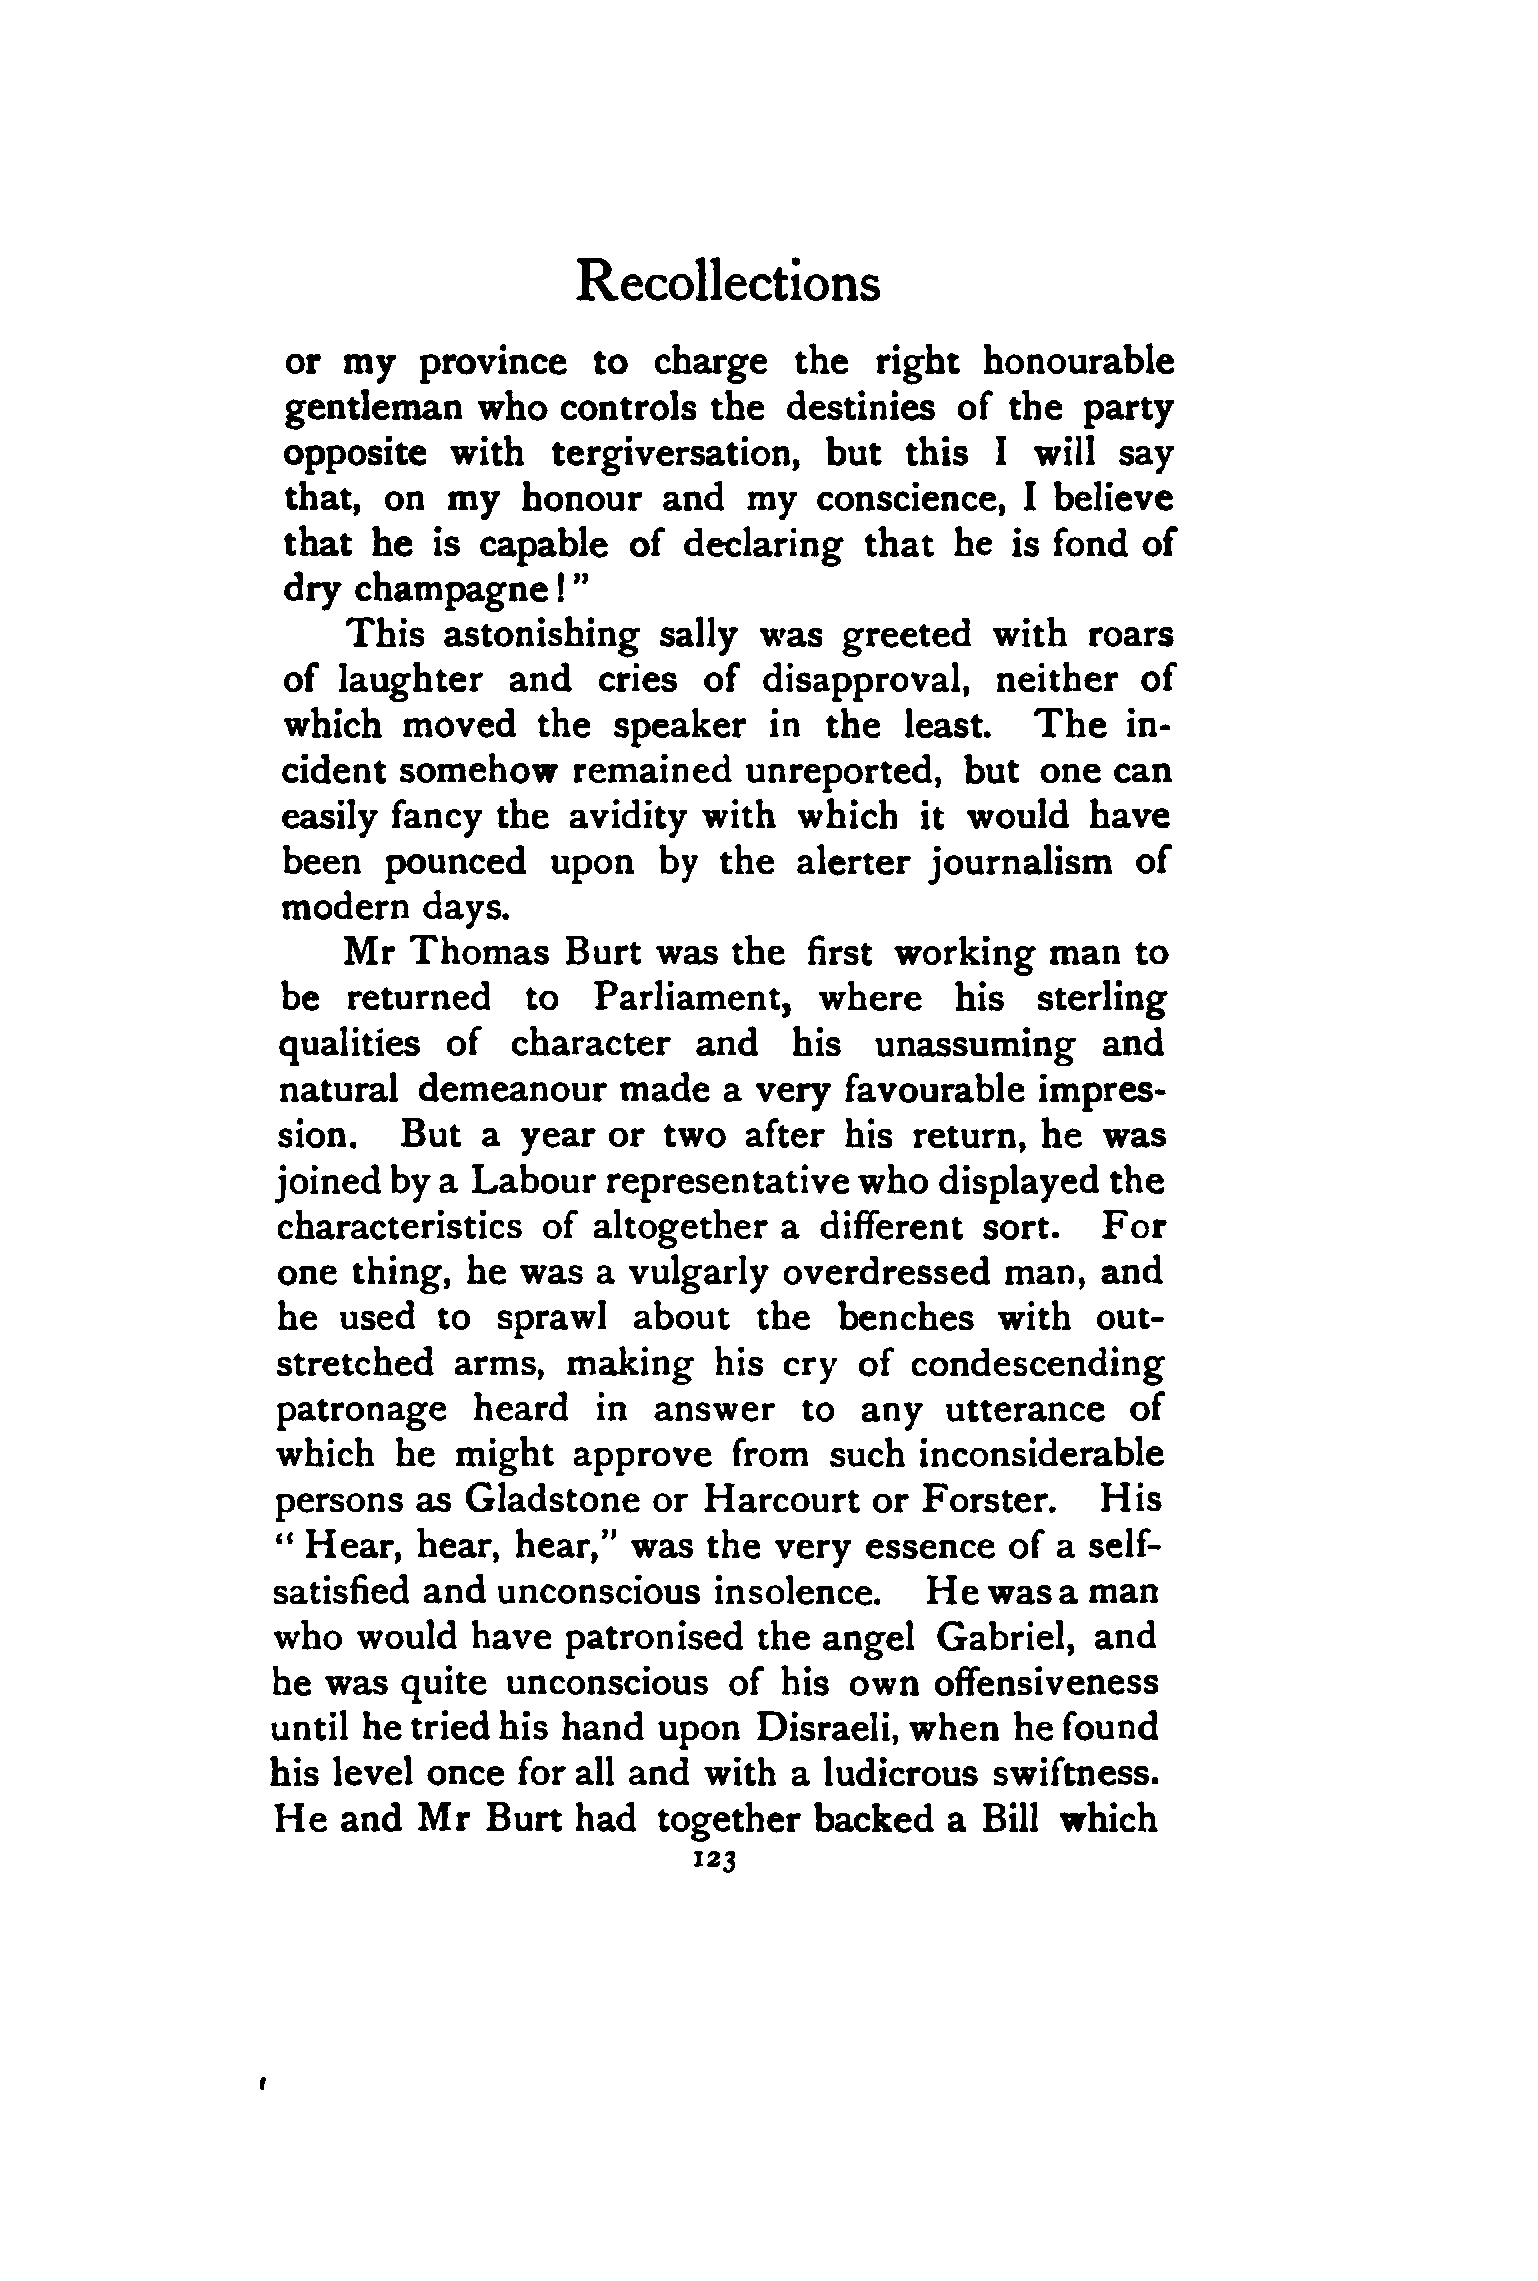 Recollections
or my province to charge the right honourable
gentleman who controls the destinies of the party
opposite with tergiversation, but this I will say
that, on my honour and my conscience, I believe
that he is capable of declaring that he is fond of
dry champagne!"
This astonishing sally was greeted with roars
of laughter and cries of disapproval, neither of
which moved the speaker in the least. The in-
cident somehow remained unreported, but one can
easily fancy the avidity with which it would have
been pounced upon by the alerter journalism of
modern days.
Mr Thomas Burt was the first working man to
be returned to Parliament, where his sterling
qualities of character and his unassuming and
natural demeanour made a very favourable impres-
sion. But a year or two after his return, he was
joined by a Labour representative who displayed the
characteristics of altogether a different sort. For
one thing, he was a vulgarly overdressed man, and
he used to sprawl about the benches with out-
stretched arms, making his cry of condescending
patronage heard in answer to any utterance of
which he might approve from such inconsiderable
persons as Gladstone or Harcourt or Forster. His
"Hear, hear, hear," was the very essence of a self-
satisfied and unconscious insolence. He was a man
who would have patronised the angel Gabriel, and
he was quite unconscious of his own offensiveness
until he tried his hand upon Disraeli, when he found
his level once for all and with a ludicrous swiftness.
He and Mr Burt had together backed a Bill which
123